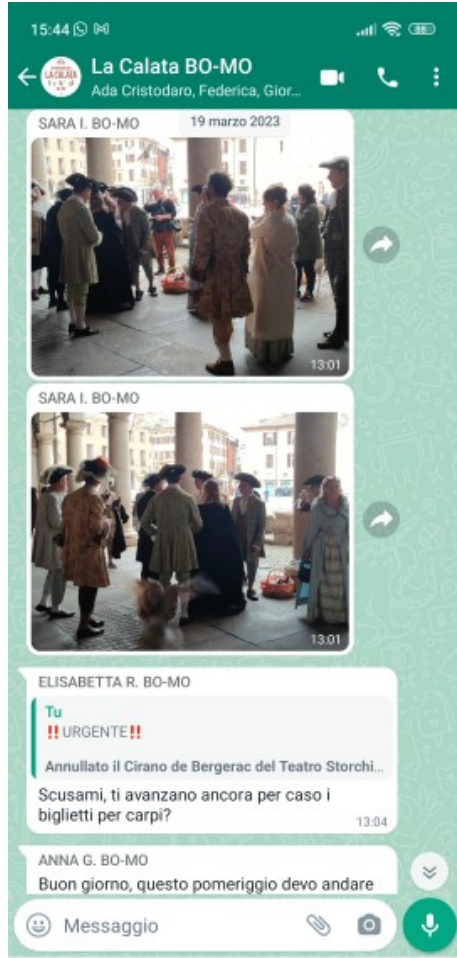 15:44
La Calata BO-MO
Ada Cristodaro, Federica, Gior...
SARA I. BO-MO
19 marzo 2023
13:01
SARA I. BO-MO
13:01
ELISABETTA R. BO-MO
Tu
‼URGENTE‼
Annullato il Cirano de Bergerac del Teatro Storchi...
Scusami, ti avanzano ancora per caso i
biglietti per carpi?
13:04
ANNA G. BO-MO
Buon giorno, questo pomeriggio devo andare
Messaggio